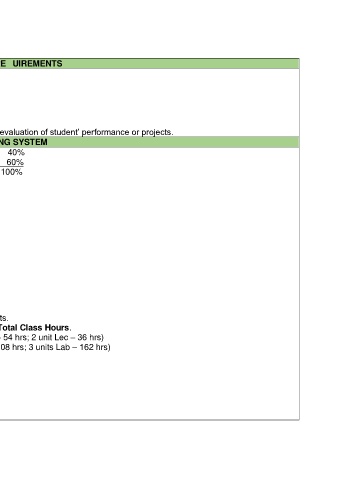 E UIREMENTS
evaluation of student' performance or projects.
NG SYSTEM
40%
60%
100%
ts.
Total Class Hours.
- 54 hrs; 2 unit Lec – 36 hrs)
08 hrs; 3 units Lab – 162 hrs)